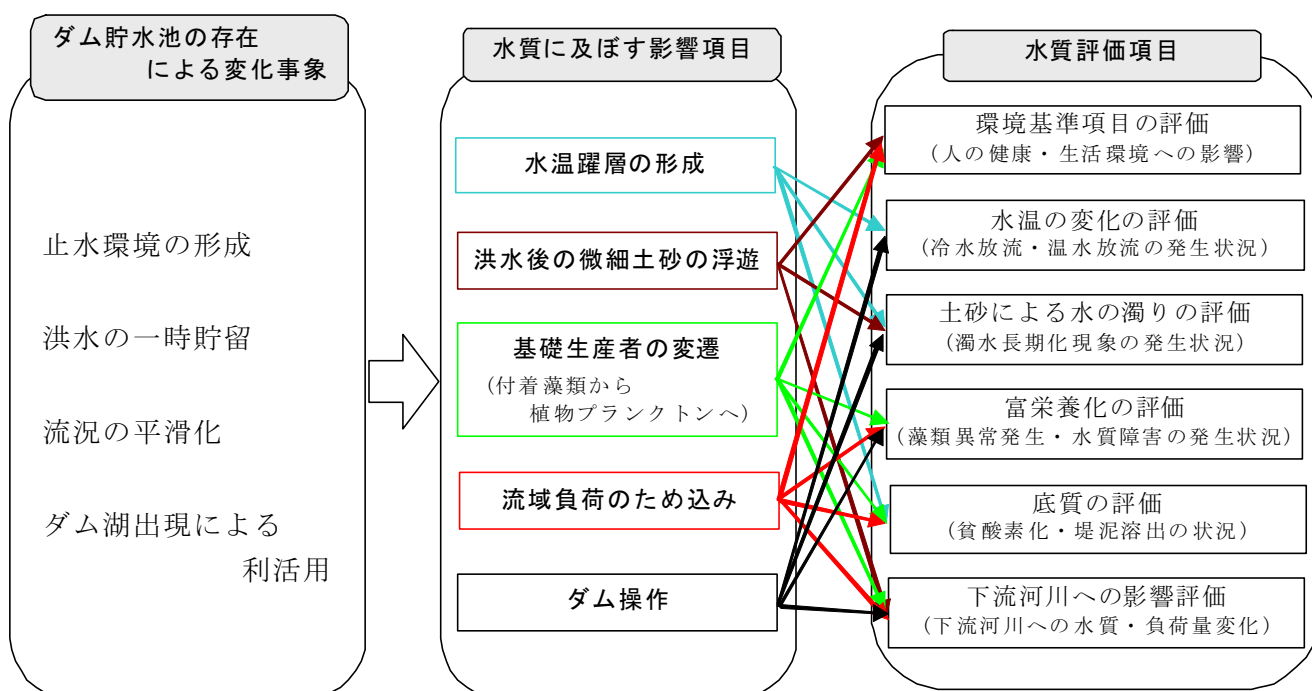 ダム貯水池の存在
による変化事象
止水環境の形成
洪水の一時貯留
流況の平滑化
ダム湖出現による
利活用
水質に及ぼす影響項目
水温躍層の形成
洪水後の微細土砂の浮遊
基礎生産者の変遷
(付着藻類から
植物プランクトンへ)
流域負荷のため込み
ダム操作
水質評価項目
環境基準項目の評価
(人の健康・生活環境への影響)
水温の変化の評価
(冷水放流・温水放流の発生状況)
土砂による水の濁りの評価
(濁水長期化現象の発生状況)
富栄養化の評価
(藻類異常発生・水質障害の発生状況)
底質の評価
(貧酸素化・堤泥溶出の状況)
下流河川への影響評価
(下流河川への水質・負荷量変化)